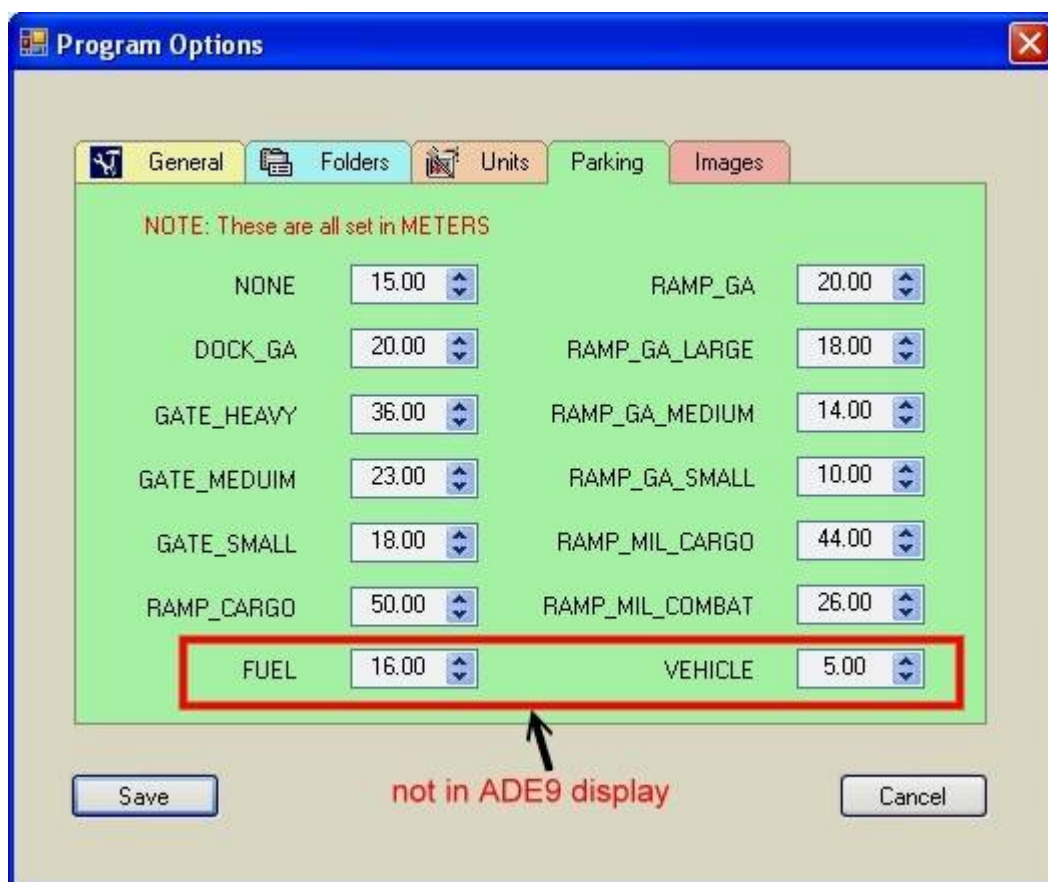 Program Options
General Folders Units Parking Images
NOTE: These are all set in METERS
NONE 15.00 RAMP_GA 20.00
DOCK_GA 20.00 RAMP_GA_LARGE 18.00
GATE_HEAVY 36.00 RAMP_GA_MEDIUM 14.00
GATE_MEDUIM 23.00 RAMP_GA_SMALL 10.00
GATE_SMALL 18.00 RAMP_MIL_CARGO 44.00
RAMP_CARGO 50.00 RAMP_MIL_COMBAT 26.00
FUEL 16.00 VEHICLE 5.00
not in ADE9 display
Save Cancel